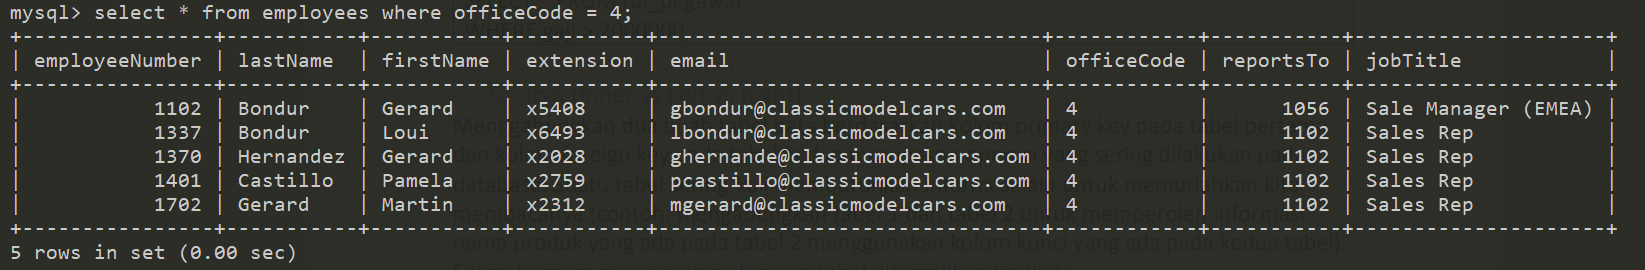 mysql> select * from employees where officeCode = 4;
+----------------+-----------+-----------+-----------+--------------------------------+------------+-----------+---------------------+
| employeeNumber | lastName  | firstName | extension | email                          | officeCode | reportsTo | jobTitle            |
+----------------+-----------+-----------+-----------+--------------------------------+------------+-----------+---------------------+
|           1102 | Bondur    | Gerard    | x5408     | gbondur@classicmodelcars.com   | 4          |      1056 | Sale Manager (EMEA) |
|           1337 | Bondur    | Loui      | x6493     | lbondur@classicmodelcars.com   | 4          |      1102 | Sales Rep           |
|           1370 | Hernandez | Gerard    | x2028     | ghernande@classicmodelcars.com | 4          |      1102 | Sales Rep           |
|           1401 | Castillo  | Pamela    | x2759     | pcastillo@classicmodelcars.com | 4          |      1102 | Sales Rep           |
|           1702 | Gerard    | Martin    | x2312     | mgerard@classicmodelcars.com   | 4          |      1102 | Sales Rep           |
+----------------+-----------+-----------+-----------+--------------------------------+------------+-----------+---------------------+
5 rows in set (0.00 sec)